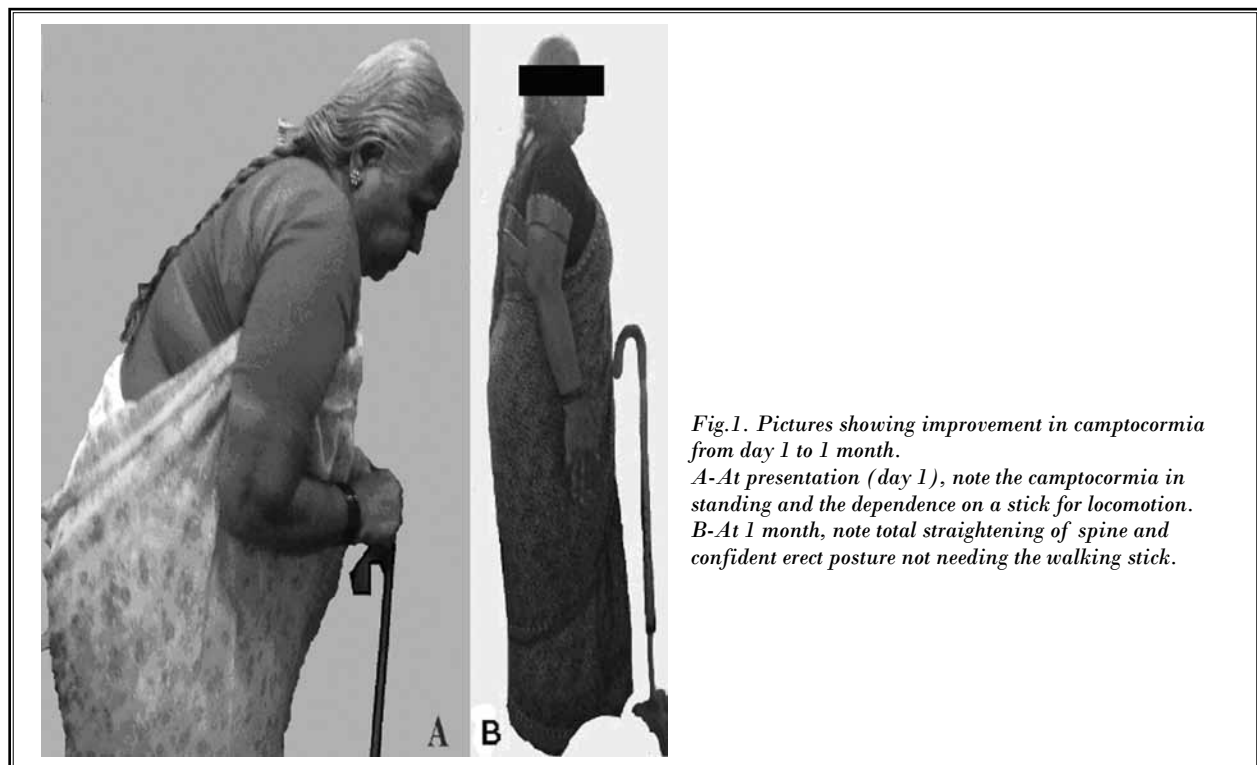 Fig.1. Pictures showing improvement in camptocormia
from day 1 to 1 month.
A-At presentation (day 1), note the camptocormia in
standing and the dependence on a stick for locomotion.
B-At 1 month, note total straightening of spine and
confident erect posture not needing the walking stick.
A B